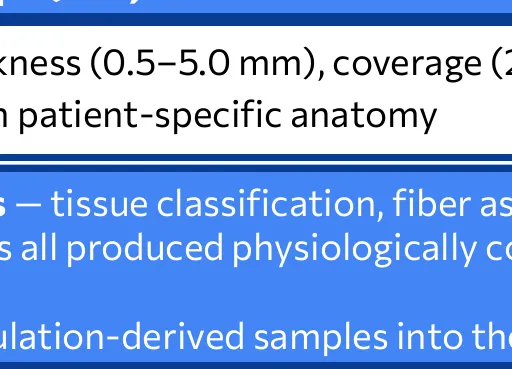 kness (0.5–5.0 mm), coverage (2
patient-specific anatomy
— tissue classification, fiber as
s all produced physiologically co
ulation-derived samples into the